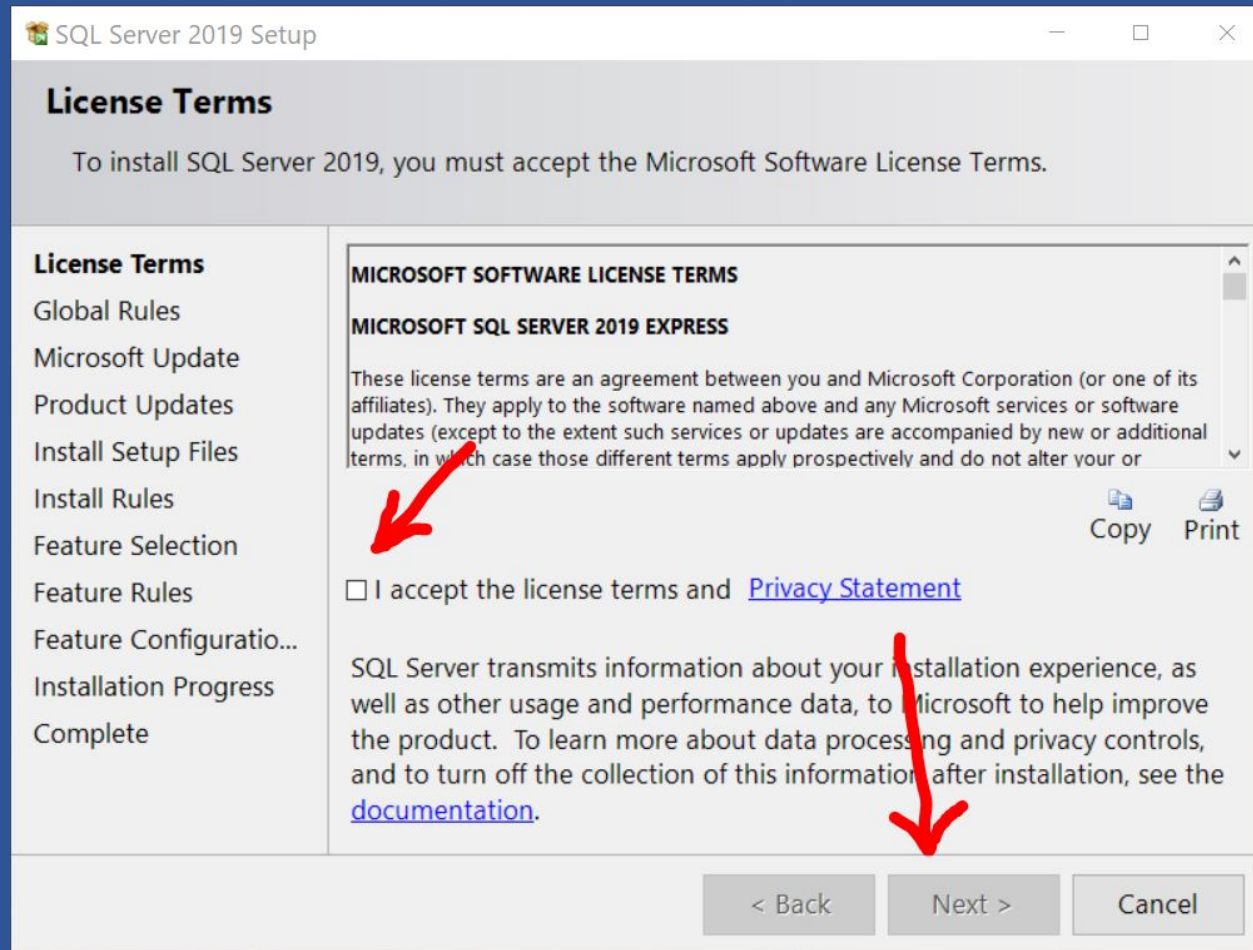 SQL Server 2019 Setup
License Terms
To install SQL Server 2019, you must accept the Microsoft Software License Terms.
License Terms
Global Rules
Microsoft Update
Product Updates
Install Setup Files
Install Rules
Feature Selection
Feature Rules
Feature Configuratio...
Installation Progress
Complete
MICROSOFT SOFTWARE LICENSE TERMS
MICROSOFT SQL SERVER 2019 EXPRESS
These license terms are an agreement between you and Microsoft Corporation (or one of its
affiliates). They apply to the software named above and any Microsoft services or software
updates (except to the extent such services or updates are accompanied by new or additional
terms, in which case those different terms apply prospectively and do not alter your or
Copy Print
I accept the license terms and Privacy Statement
SQL Server transmits information about your installation experience, as
well as other usage and performance data, to Microsoft to help improve
the product. To learn more about data processing and privacy controls,
and to turn off the collection of this information after installation, see the
documentation.
< Back Next > Cancel